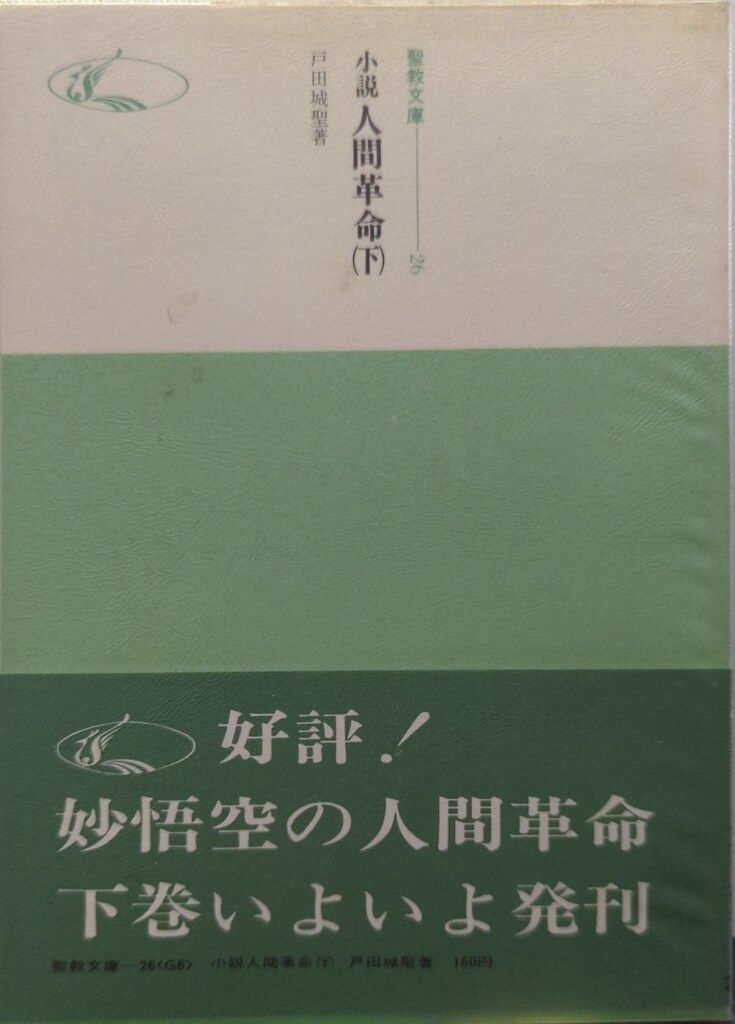 聖教文庫 26
小説 人間革命(下)
戸田城聖著
好評!
妙悟空の人間革命
下巻いよいよ発刊
聖教文庫—26<G6> 小説人間革命(下) 戸田城聖著 160円